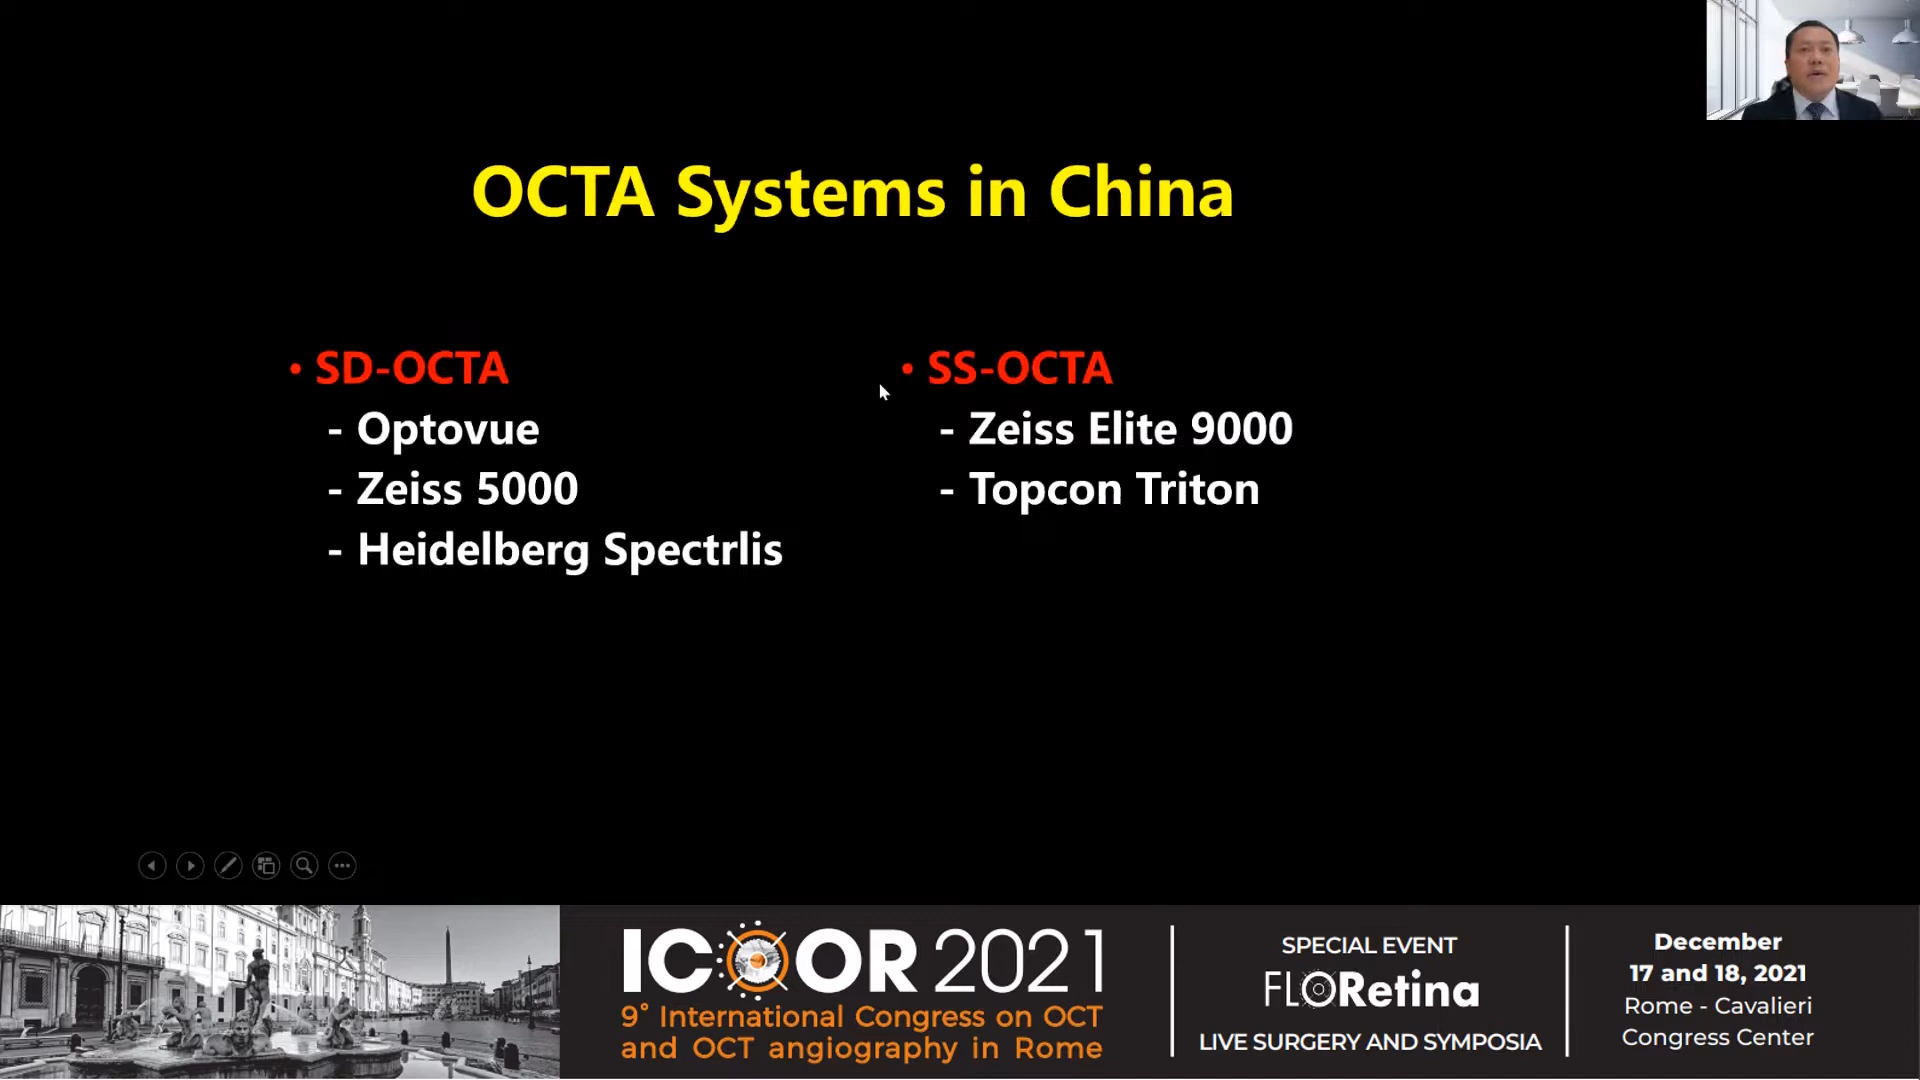 OCTA Systems in China
• SD-OCTA
- Optovue
- Zeiss 5000
- Heidelberg Spectrlis
• SS-OCTA
- Zeiss Elite 9000
- Topcon Triton
ICOOR 2021
9° International Congress on OCT
and OCT angiography in Rome
SPECIAL EVENT
FLORetina
LIVE SURGERY AND SYMPOSIA
December
17 and 18, 2021
Rome - Cavalieri
Congress Center